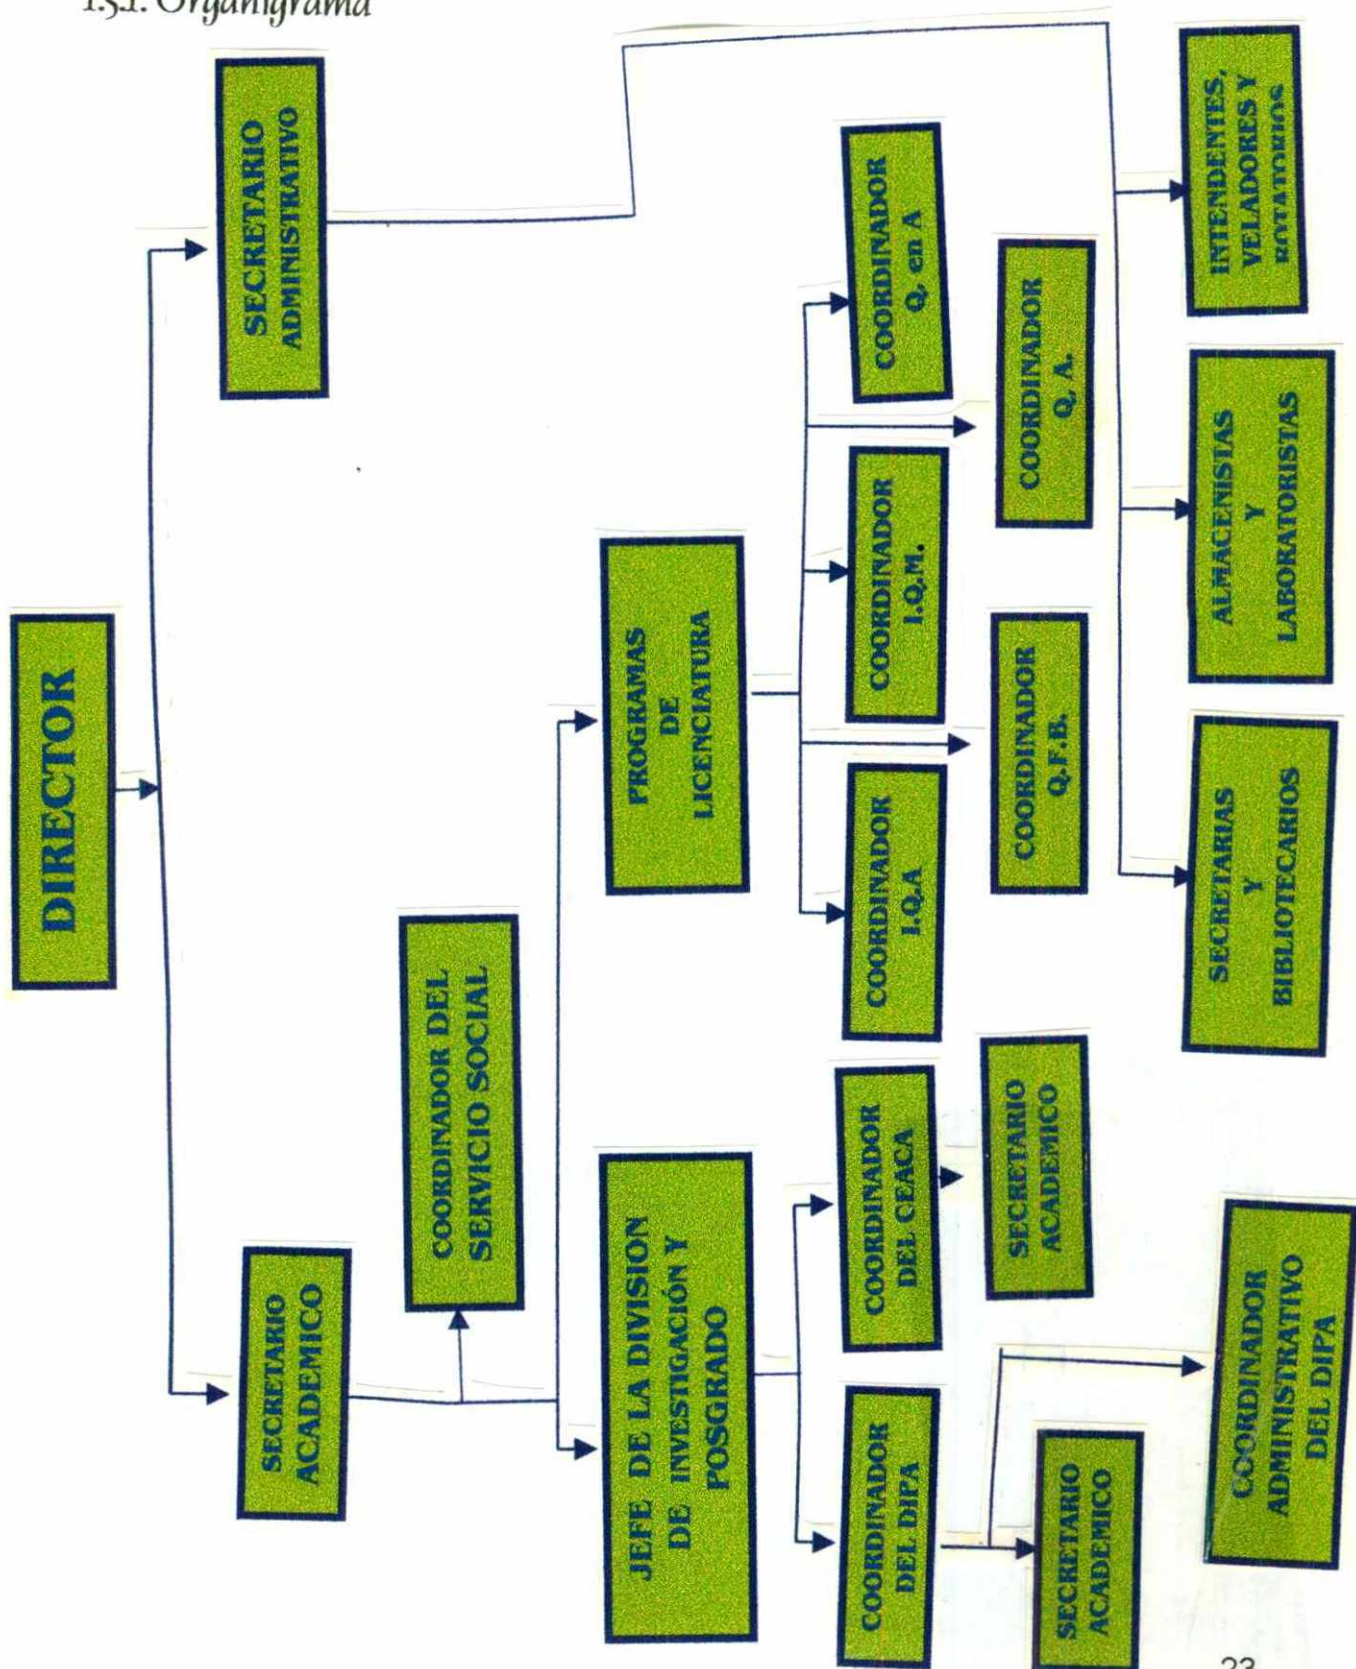 1.5.1. Organigrama
DIRECTOR
SECRETARIO
ACADEMICO
SECRETARIO
ADMINISTRATIVO
COORDINADOR DEL
SERVICIO SOCIAL
JEFE DE LA DIVISION
DE INVESTIGACIÓN Y
POSGRADO
PROGRAMAS
DE
LICENCIATURA
COORDINADOR
DEL DIPA
COORDINADOR
DEL CEACA
COORDINADOR
I.Q.A
COORDINADOR
I.Q.M.
COORDINADOR
Q. en A
SECRETARIO
ACADEMICO
SECRETARIO
ACADEMICO
COORDINADOR
Q.F.B.
COORDINADOR
Q. A.
COORDINADOR
ADMINISTRATIVO
DEL DIPA
SECRETARIAS
Y
BIBLIOTECARIOS
ALMACENISTAS
Y
LABORATORISTAS
INTENDENTES,
VELADORES Y
ROTATORIOS
23